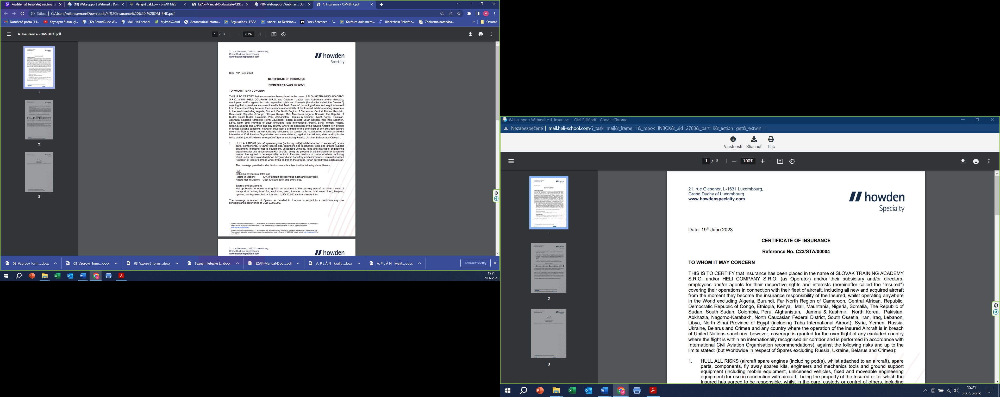 Použite náš bezplatný nástroj na
(18) Websupport Webmail :: Dor
Veřejné zakázky - E-ZAK MZE
EZAK-Manual-Dodavatele-CDD.p
(18) Websupport Webmail :: Dor
4. Insurance - OM-BHK.pdf
Súbor | C:/Users/milan.seman/Downloads/4.%20Insurance%20%20-%20OM-BHK.pdf
M
Doručená pošta (44...
Kaynayan Sütün içi...
(12) RoundCube W...
Mail-Heli-school
MyPool.Cloud
Aeronautical Inform...
Regulations | EASA
Annex I to Decision...
Forex Screener — F...
Knižnica dokument...
Blockchain Peňažen...
Znalostná databáza...
»
Ostatné
4. Insurance - OM-BHK.pdf
1 / 3
67%
1
2
3
21, rue Glesener, L-1631 Luxembourg,
Grand Duchy of Luxembourg
www.howdenspecialty.com
howden
Specialty
Date: 19th June 2023
CERTIFICATE OF INSURANCE
Reference No. C22/STA/00004
TO WHOM IT MAY CONCERN
THIS IS TO CERTIFY that Insurance has been placed in the name of SLOVAK TRAINING ACADEMY
S.R.O. and/or HELI COMPANY S.R.O. (as Operator) and/or their subsidiary and/or directors,
employees and/or agents for their respective rights and interests (hereinafter called the "Insured")
covering their operations in connection with their fleet of aircraft, including all new and acquired aircraft
from the moment they become the insurance responsibility of the Insured, whilst operating anywhere
in the World excluding Algeria, Burundi, Far North Region of Cameroon, Central African, Republic,
Democratic Republic of Congo, Ethiopia, Kenya, Mali, Mauritania, Nigeria, Somalia, The Republic of
Sudan, South Sudan, Colombia, Peru, Afghanistan, Jammu & Kashmir, North Korea, Pakistan,
Abkhazia, Nagorno-Karabakh, North Caucasian Federal District, South Ossetia, Iran, Iraq, Lebanon,
Libya, North Sinai Province of Egypt (including Taba International Airport), Syria, Yemen, Russia,
Ukraine, Belarus and Crimea and any country where the operation of the insured Aircraft is in breach
of United Nations sanctions, however, coverage is granted for the over flight of any excluded country
where the flight is within an internationally recognised air corridor and is performed in accordance with
International Civil Aviation Organisation recommendations), against the following risks and up to the
limits stated: (but Worldwide in respect of Spares excluding Russia, Ukraine, Belarus and Crimea):
1. HULL ALL RISKS (aircraft spare engines (including pod(s), whilst attached to an aircraft), spare
parts, components, fly away spares kits, engineers and mechanics tools and ground support
equipment (including mobile equipment, unlicensed vehicles, fixed and moveable engineering
equipment) for use in connection with aircraft, being the property of the Insured or for which the
Insured has agreed to be responsible, whilst in the care, custody or control of others, including
whilst under process and whilst on the ground or in transit by whatever means - hereinafter called
"Spares") of loss or damage whilst flying and/or on the ground, for an agreed value each aircraft.
The coverage provided under this insurance is subject to the following deductibles:-
Hull:
Including any form of total loss
Rotors in Motion: 10% of aircraft agreed value each and every loss
Rotors Not In Motion: USD 100,000 each and every loss.
Spares and Equipment:
Not applicable to losses arising from an accident to the carrying Aircraft or other means of
transport or arising from fire, explosion, wind, tornado, typhoon, tidal wave, flood, tempest,
cyclone, earthquakes, hail or lightning: USD 10,000 each and every loss.
The coverage in respect of Spares, as detailed in 1 above is subject to a maximum any one
sending/transit/occurrence of USD 2,000,000.
21, rue Glesener, L-1631 Luxembourg,
Grand Duchy of Luxembourg
www.howdenspecialty.com
howden
03_Vzorový_form....docx
03_Vzorový_form....docx
03_Vzorový_form....docx
Seznam letecké t....docx
EZAK-Manual-Dod....pdf
A. P L Á N kvalit....docx
A. P L Á N kvalit....docx
Zobraziť všetky
15:21
20. 6. 2023
Websupport Webmail :: 4. Insurance - OM-BHK.pdf - Google Chrome
Nezabezpečené | mail.heli-school.com/?_task=mail&_frame=1&_mbox=INBOX&_uid=2788&_part=9&_action=get&_extwin=1
Vlastnosti
Stiahnuť
Tlač
1 / 3
100%
1
2
3
21, rue Glesener, L-1631 Luxembourg,
Grand Duchy of Luxembourg
www.howdenspecialty.com
howden
Specialty
Date: 19th June 2023
CERTIFICATE OF INSURANCE
Reference No. C22/STA/00004
TO WHOM IT MAY CONCERN
THIS IS TO CERTIFY that Insurance has been placed in the name of SLOVAK TRAINING ACADEMY
S.R.O. and/or HELI COMPANY S.R.O. (as Operator) and/or their subsidiary and/or directors,
employees and/or agents for their respective rights and interests (hereinafter called the "Insured")
covering their operations in connection with their fleet of aircraft, including all new and acquired aircraft
from the moment they become the insurance responsibility of the Insured, whilst operating anywhere
in the World excluding Algeria, Burundi, Far North Region of Cameroon, Central African, Republic,
Democratic Republic of Congo, Ethiopia, Kenya, Mali, Mauritania, Nigeria, Somalia, The Republic of
Sudan, South Sudan, Colombia, Peru, Afghanistan, Jammu & Kashmir, North Korea, Pakistan,
Abkhazia, Nagorno-Karabakh, North Caucasian Federal District, South Ossetia, Iran, Iraq, Lebanon,
Libya, North Sinai Province of Egypt (including Taba International Airport), Syria, Yemen, Russia,
Ukraine, Belarus and Crimea and any country where the operation of the insured Aircraft is in breach
of United Nations sanctions, however, coverage is granted for the over flight of any excluded country
where the flight is within an internationally recognised air corridor and is performed in accordance with
International Civil Aviation Organisation recommendations), against the following risks and up to the
limits stated: (but Worldwide in respect of Spares excluding Russia, Ukraine, Belarus and Crimea):
1. HULL ALL RISKS (aircraft spare engines (including pod(s), whilst attached to an aircraft), spare
parts, components, fly away spares kits, engineers and mechanics tools and ground support
equipment (including mobile equipment, unlicensed vehicles, fixed and moveable engineering
equipment) for use in connection with aircraft, being the property of the Insured or for which the
Insured has agreed to be responsible, whilst in the care, custody or control of others, including
15:21
20. 6. 2023